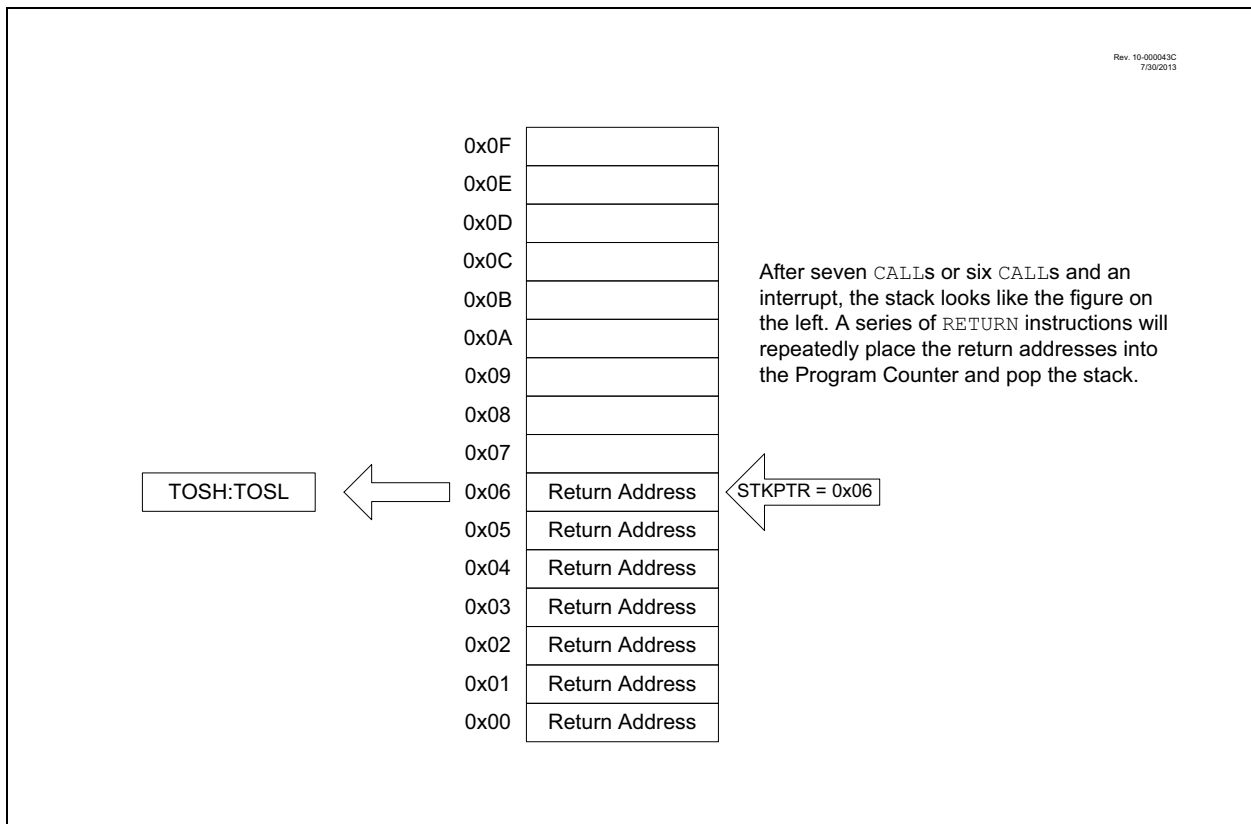 Rev. 10-000043C
7/30/2013
0x0F
0x0E
0x0D
0x0C
0x0B
0x0A
0x09
0x08
0x07
After seven CALLs or six CALLs and an
interrupt, the stack looks like the figure on
the left. A series of RETURN instructions will
repeatedly place the return addresses into
the Program Counter and pop the stack.
TOSH:TOSL
0x06 Return Address
STKPTR = 0x06
0x05 Return Address
0x04 Return Address
0x03 Return Address
0x02 Return Address
0x01 Return Address
0x00 Return Address